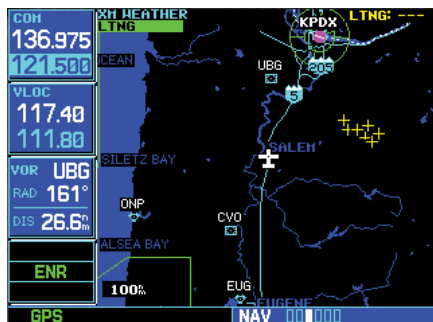 COM
136.975
121.500
VLOC
117.40
111.80
VOR UBG
RAD 161°
DIS 26.6nm
ENR
GPS
XM WEATHER
LTNG
LTNG: ---
KPDX
OCEAN
UBG
205
5
SALEM
SILETZ BAY
ONP
CVO
ALSEA BAY
100nm
EUG
EUGENE
NAV